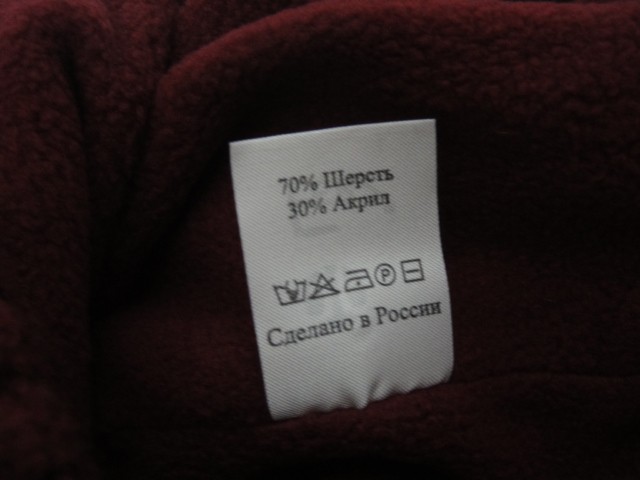 70% Шерсть
30% Акрил
P
Сделано в России